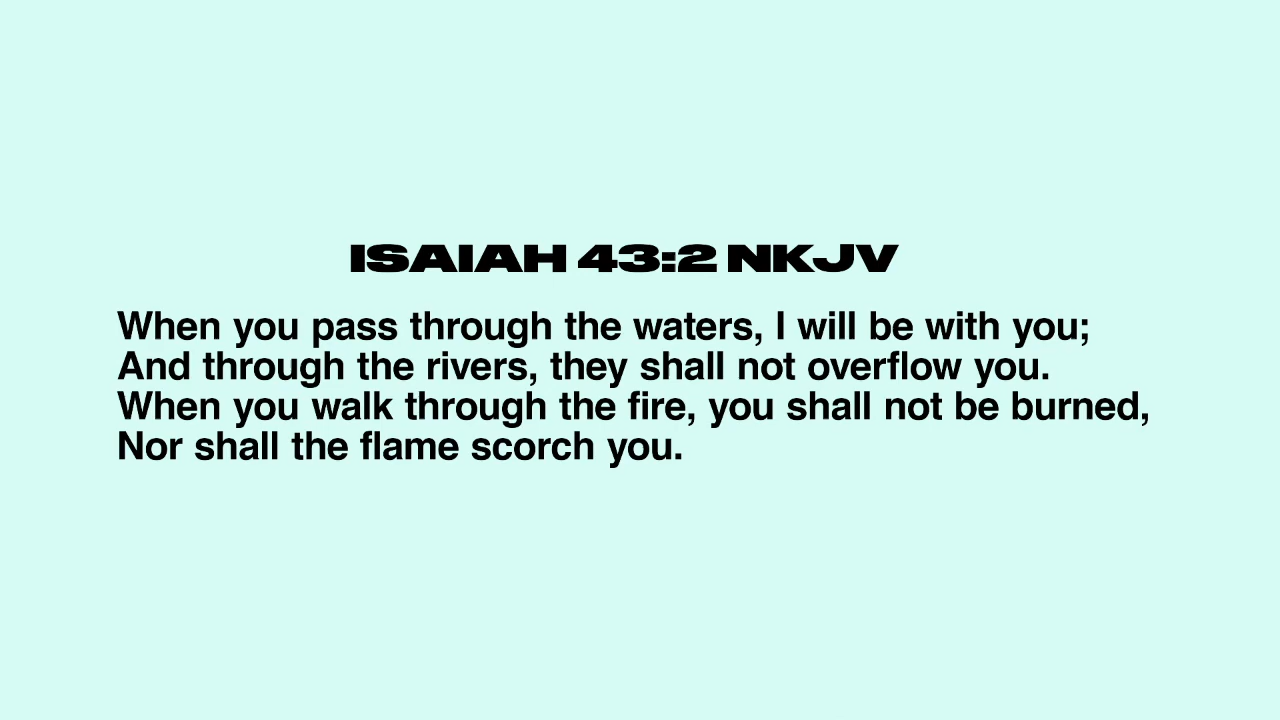 ISAIAH 43:2 NKJV
When you pass through the waters, I will be with you;
And through the rivers, they shall not overflow you.
When you walk through the fire, you shall not be burned,
Nor shall the flame scorch you.